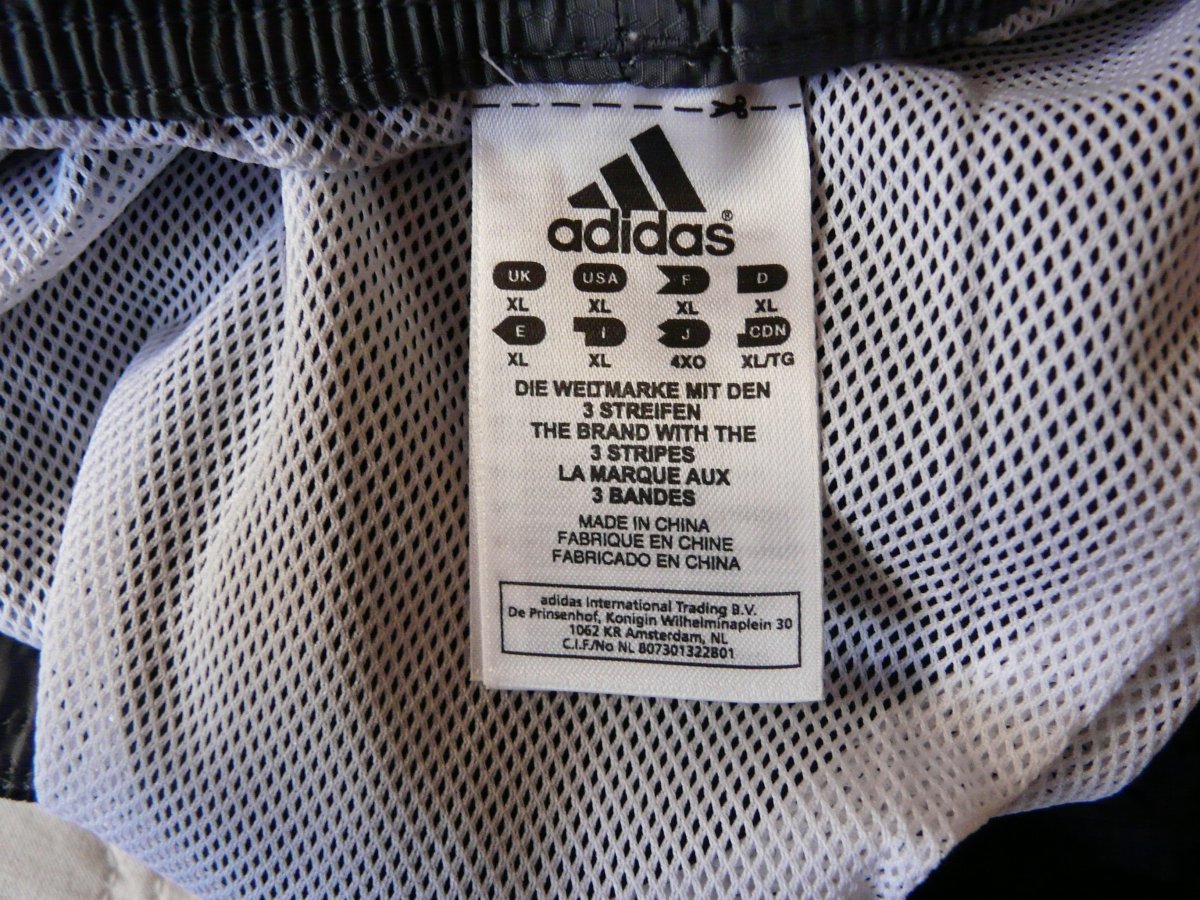 adidas®
UK USA F D
XL XL XL XL
E I J CDN
XL XL 4XO XL/TG
DIE WELTMARKE MIT DEN
3 STREIFEN
THE BRAND WITH THE
3 STRIPES
LA MARQUE AUX
3 BANDES
MADE IN CHINA
FABRIQUE EN CHINE
FABRICADO EN CHINA
adidas International Trading B.V.
De Prinsenhof, Konigin Wilhelminaplein 30
1062 KR Amsterdam, NL
C.I.F./No NL 807301322B01